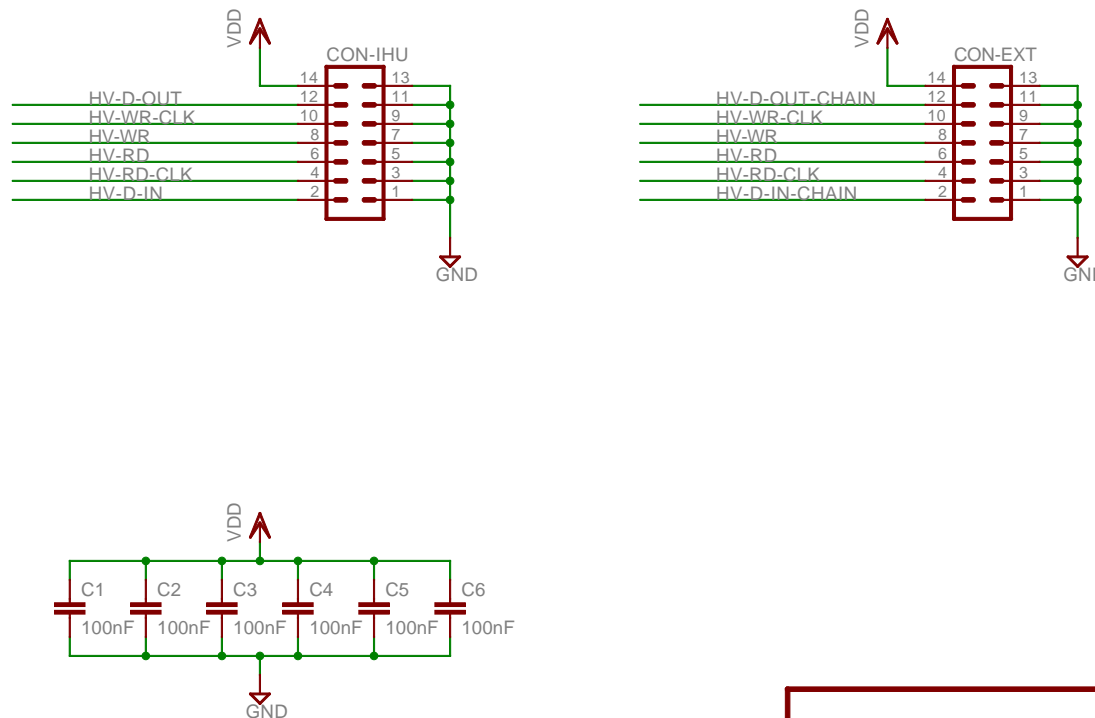 VDD
CON-IHU
14 13
HV-D-OUT 12 11
HV-WR-CLK 10 9
HV-WR 8 7
HV-RD 6 5
HV-RD-CLK 4 3
HV-D-IN 2 1
GND
VDD
CON-EXT
14 13
HV-D-OUT-CHAIN 12 11
HV-WR-CLK 10 9
HV-WR 8 7
HV-RD 6 5
HV-RD-CLK 4 3
HV-D-IN-CHAIN 2 1
GND
VDD
C1 C2 C3 C4 C5 C6
100nF 100nF 100nF 100nF 100nF 100nF
GND